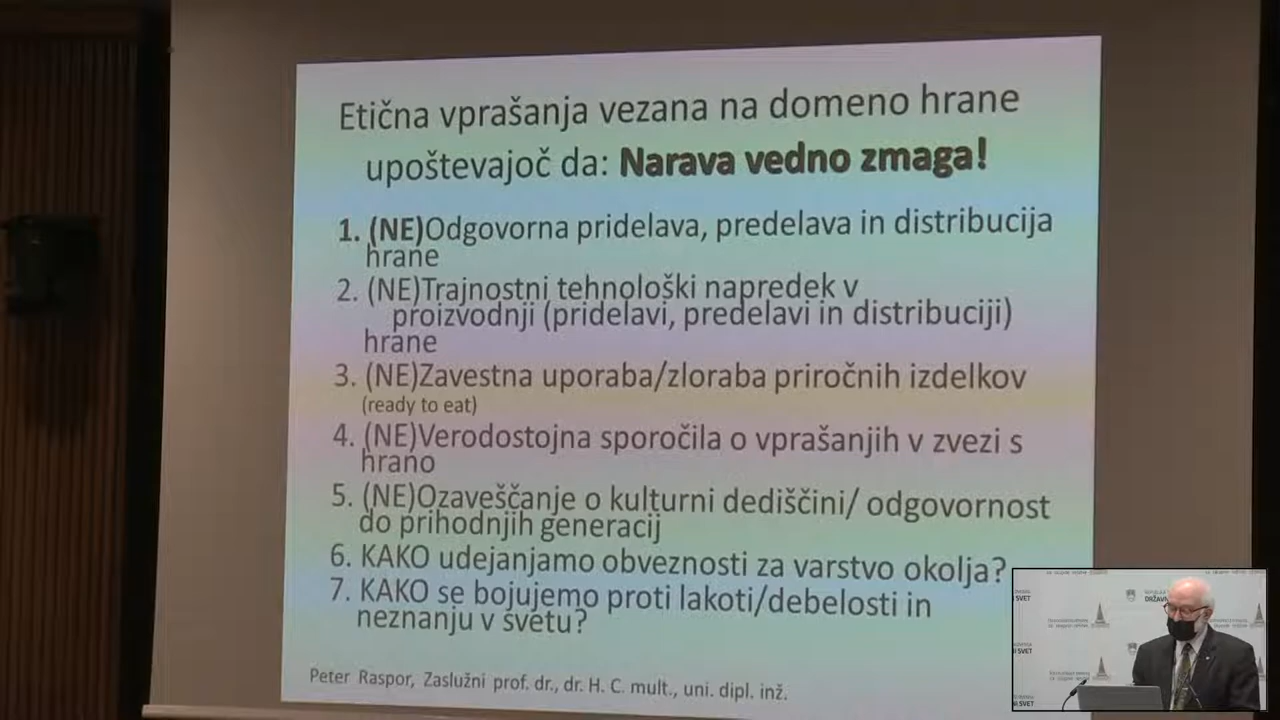 Etična vprašanja vezana na domeno hrane
upoštevajoč da: Narava vedno zmaga!
1. (NE)Odgovorna pridelava, predelava in distribucija
hrane
2. (NE)Trajnostni tehnološki napredek v
proizvodnji (pridelavi, predelavi in distribuciji)
hrane
3. (NE)Zavestna uporaba/zloraba priročnih izdelkov
(ready to eat)
4. (NE)Verodostojna sporočila o vprašanjih v zvezi s
hrano
5. (NE)Ozaveščanje o kulturni dediščini/ odgovornost
do prihodnjih generacij
6. KAKO udejanjamo obveznosti za varstvo okolja?
7. KAKO se bojujemo proti lakoti/debelosti in
neznanju v svetu?
Peter Raspor, Zaslužni prof. dr., dr. H. C. mult., uni. dipl. inž.
SVET
SVET
SVET